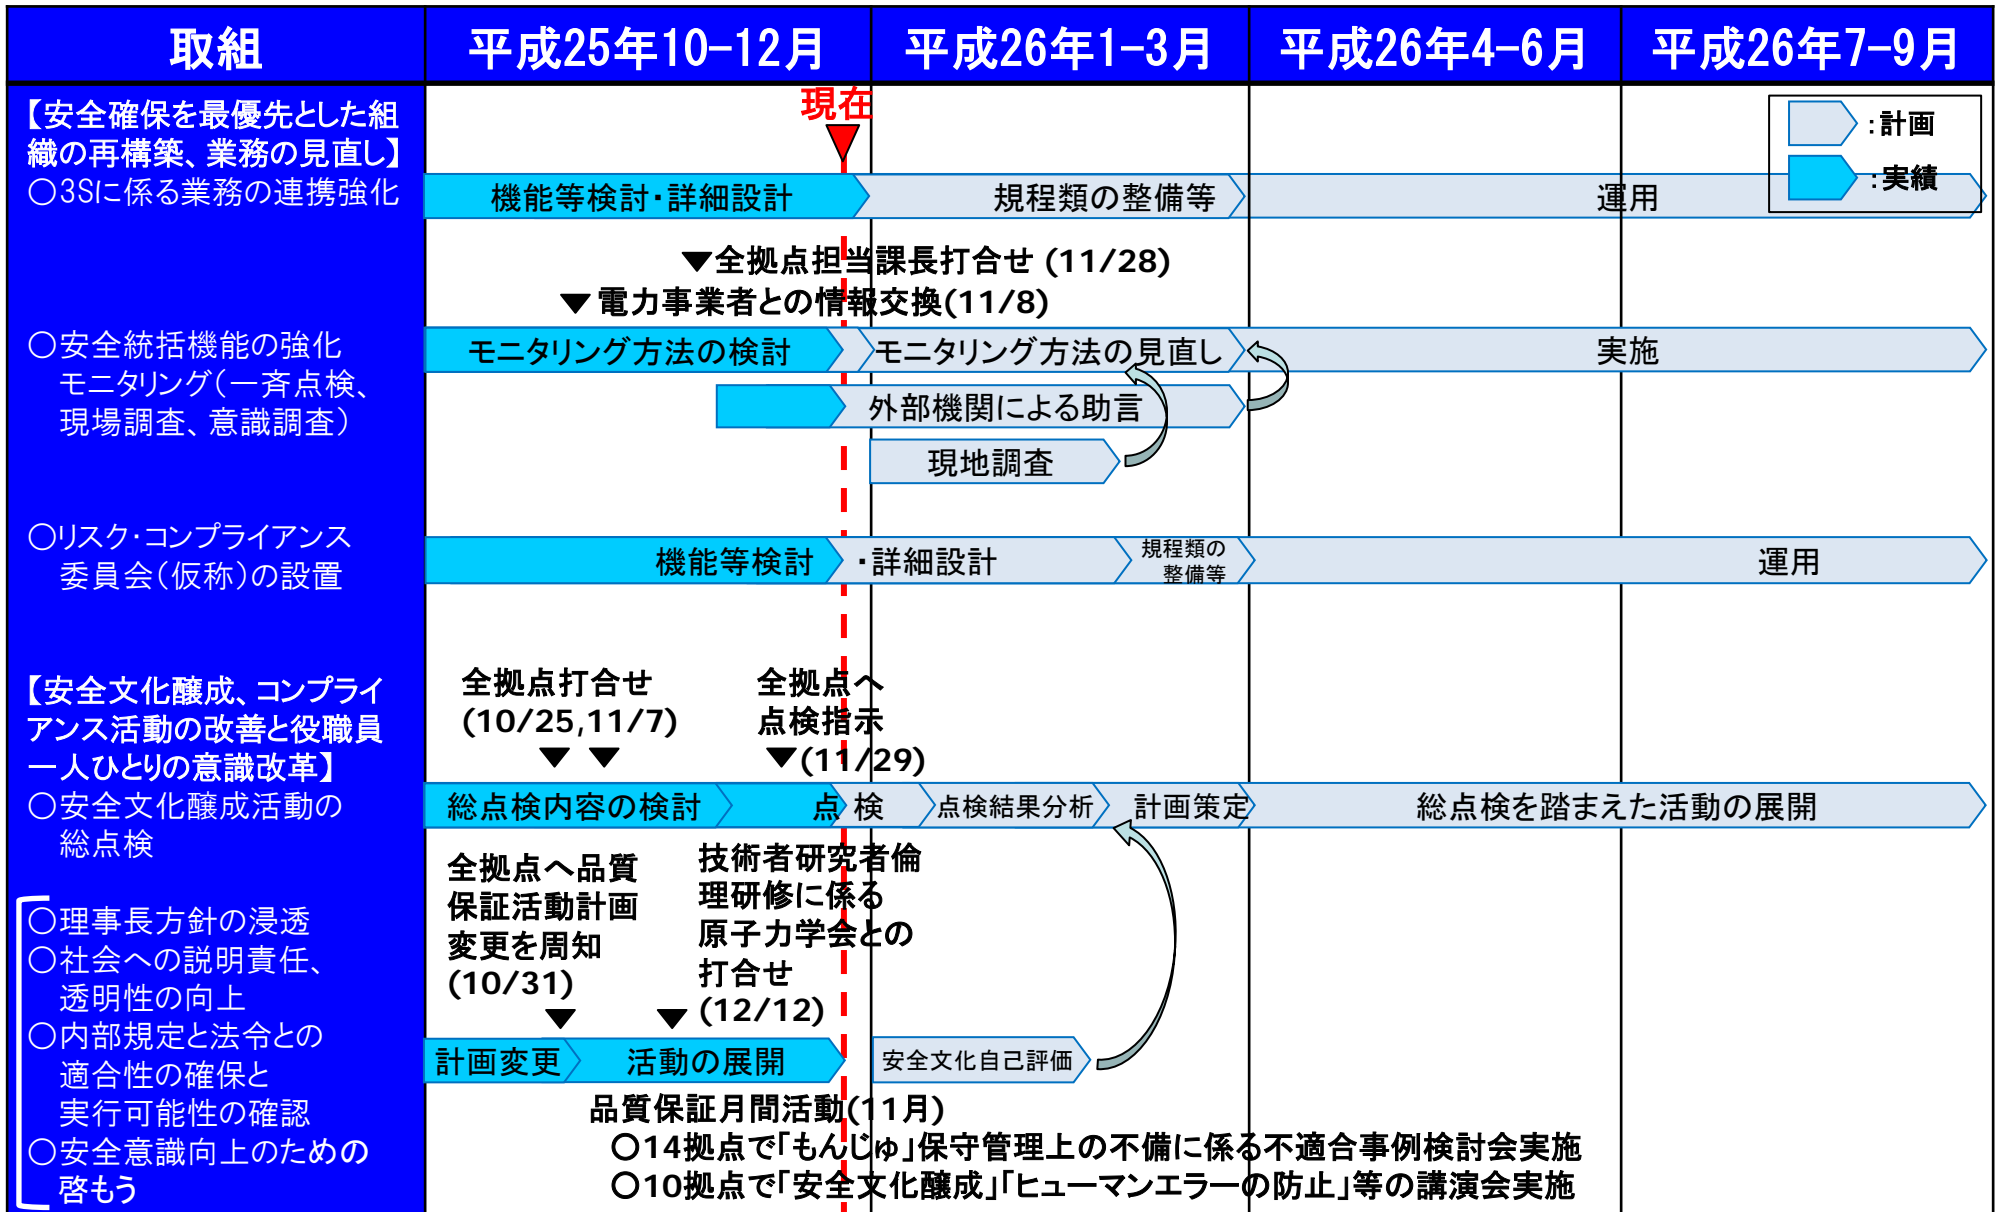 取組
平成25年10-12月
平成26年1-3月
平成26年4-6月
平成26年7-9月
現在
:計画
:実績
【安全確保を最優先とした組
織の再構築、業務の見直し】
○3Sに係る業務の連携強化
機能等検討・詳細設計
規程類の整備等
運用
▼全拠点担当課長打合せ (11/28)
▼電力事業者との情報交換(11/8)
○安全統括機能の強化
モニタリング(一斉点検、
現場調査、意識調査)
モニタリング方法の検討
モニタリング方法の見直し
実施
外部機関による助言
現地調査
○リスク・コンプライアンス
委員会(仮称)の設置
機能等検討
・詳細設計
規程類の
整備等
運用
【安全文化醸成、コンプライ
アンス活動の改善と役職員
一人ひとりの意識改革】
○安全文化醸成活動の
総点検
全拠点打合せ
(10/25,11/7)
▼ ▼
全拠点へ
点検指示
▼(11/29)
総点検内容の検討
点検
点検結果分析
計画策定
総点検を踏まえた活動の展開
○理事長方針の浸透
○社会への説明責任、
透明性の向上
○内部規定と法令との
適合性の確保と
実行可能性の確認
○安全意識向上のための
啓もう
全拠点へ品質
保証活動計画
変更を周知
(10/31)
▼
技術者研究者倫
理研修に係る
原子力学会との
打合せ
▼ (12/12)
計画変更
活動の展開
安全文化自己評価
品質保証月間活動(11月)
○14拠点で「もんじゅ」保守管理上の不備に係る不適合事例検討会実施
○10拠点で「安全文化醸成」「ヒューマンエラーの防止」等の講演会実施